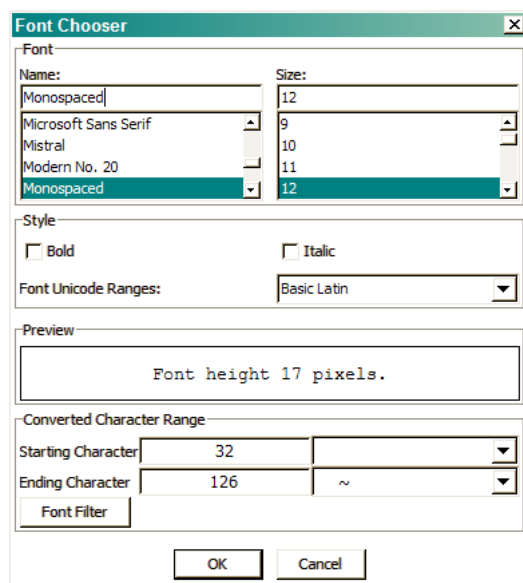 Font Chooser
Font
Name: Size:
Monospaced 12
Microsoft Sans Serif 9
Mistral 10
Modern No. 20 11
Monospaced 12
Style
Bold Italic
Font Unicode Ranges: Basic Latin
Preview
Font height 17 pixels.
Converted Character Range
Starting Character 32
Ending Character 126 ~
Font Filter
OK Cancel